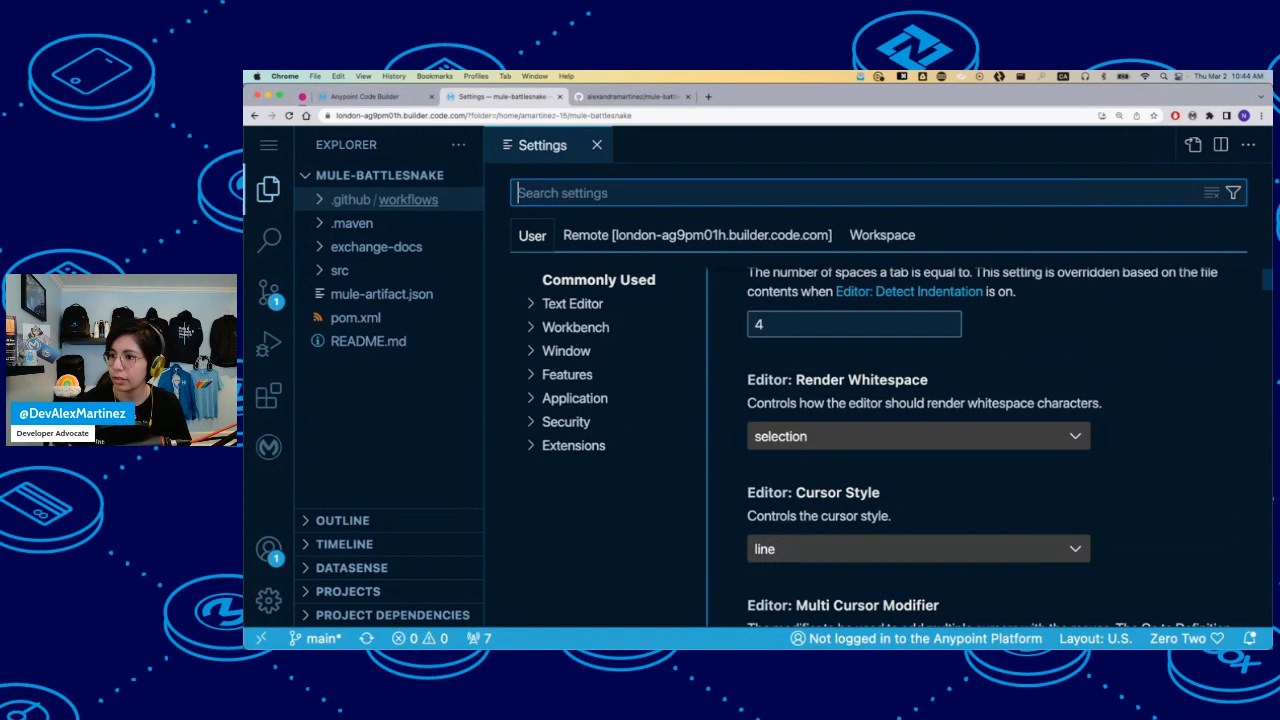 Chrome File Edit View History Bookmarks Profiles Tab Window Help
CA
Thu Mar 2 10:44 AM
Anypoint Code Builder
Settings — mule-battlesnake
alexandramartinez/mule-batt
london-ag9pm01h.builder.code.com/?folder=/home/amartinez-15/mule-battlesnake
N
EXPLORER
MULE-BATTLESNAKE
.github / workflows
.maven
exchange-docs
src
mule-artifact.json
pom.xml
README.md
OUTLINE
TIMELINE
DATASENSE
PROJECTS
PROJECT DEPENDENCIES
1
1
Settings
Search settings
User
Remote [london-ag9pm01h.builder.code.com]
Workspace
Commonly Used
Text Editor
Workbench
Window
Features
Application
Security
Extensions
The number of spaces a tab is equal to. This setting is overridden based on the file
contents when Editor: Detect Indentation is on.
4
Editor: Render Whitespace
Controls how the editor should render whitespace characters.
selection
Editor: Cursor Style
Controls the cursor style.
line
Editor: Multi Cursor Modifier
main* 0 0 7
Not logged in to the Anypoint Platform
Layout: U.S.
Zero Two
@DevAlexMartinez
Developer Advocate